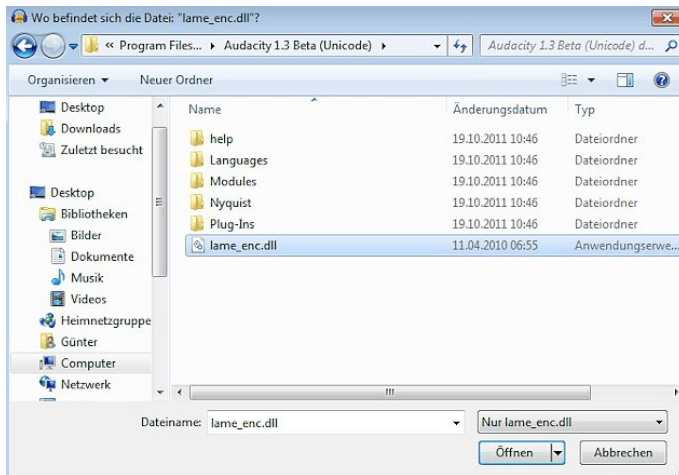 Wo befindet sich die Datei: "lame_enc.dll"?
« Program Files... ▸ Audacity 1.3 Beta (Unicode) ▸
Audacity 1.3 Beta (Unicode) d...
Organisieren Neuer Ordner
Desktop
Downloads
Zuletzt besucht
Desktop
Bibliotheken
Bilder
Dokumente
Musik
Videos
Heimnetzgruppe
Günter
Computer
Netzwerk
Name Änderungsdatum Typ
help 19.10.2011 10:46 Dateiordner
Languages 19.10.2011 10:46 Dateiordner
Modules 19.10.2011 10:46 Dateiordner
Nyquist 19.10.2011 10:46 Dateiordner
Plug-Ins 19.10.2011 10:46 Dateiordner
lame_enc.dll 11.04.2010 06:55 Anwendungserwe...
Dateiname: lame_enc.dll Nur lame_enc.dll
Öffnen Abbrechen